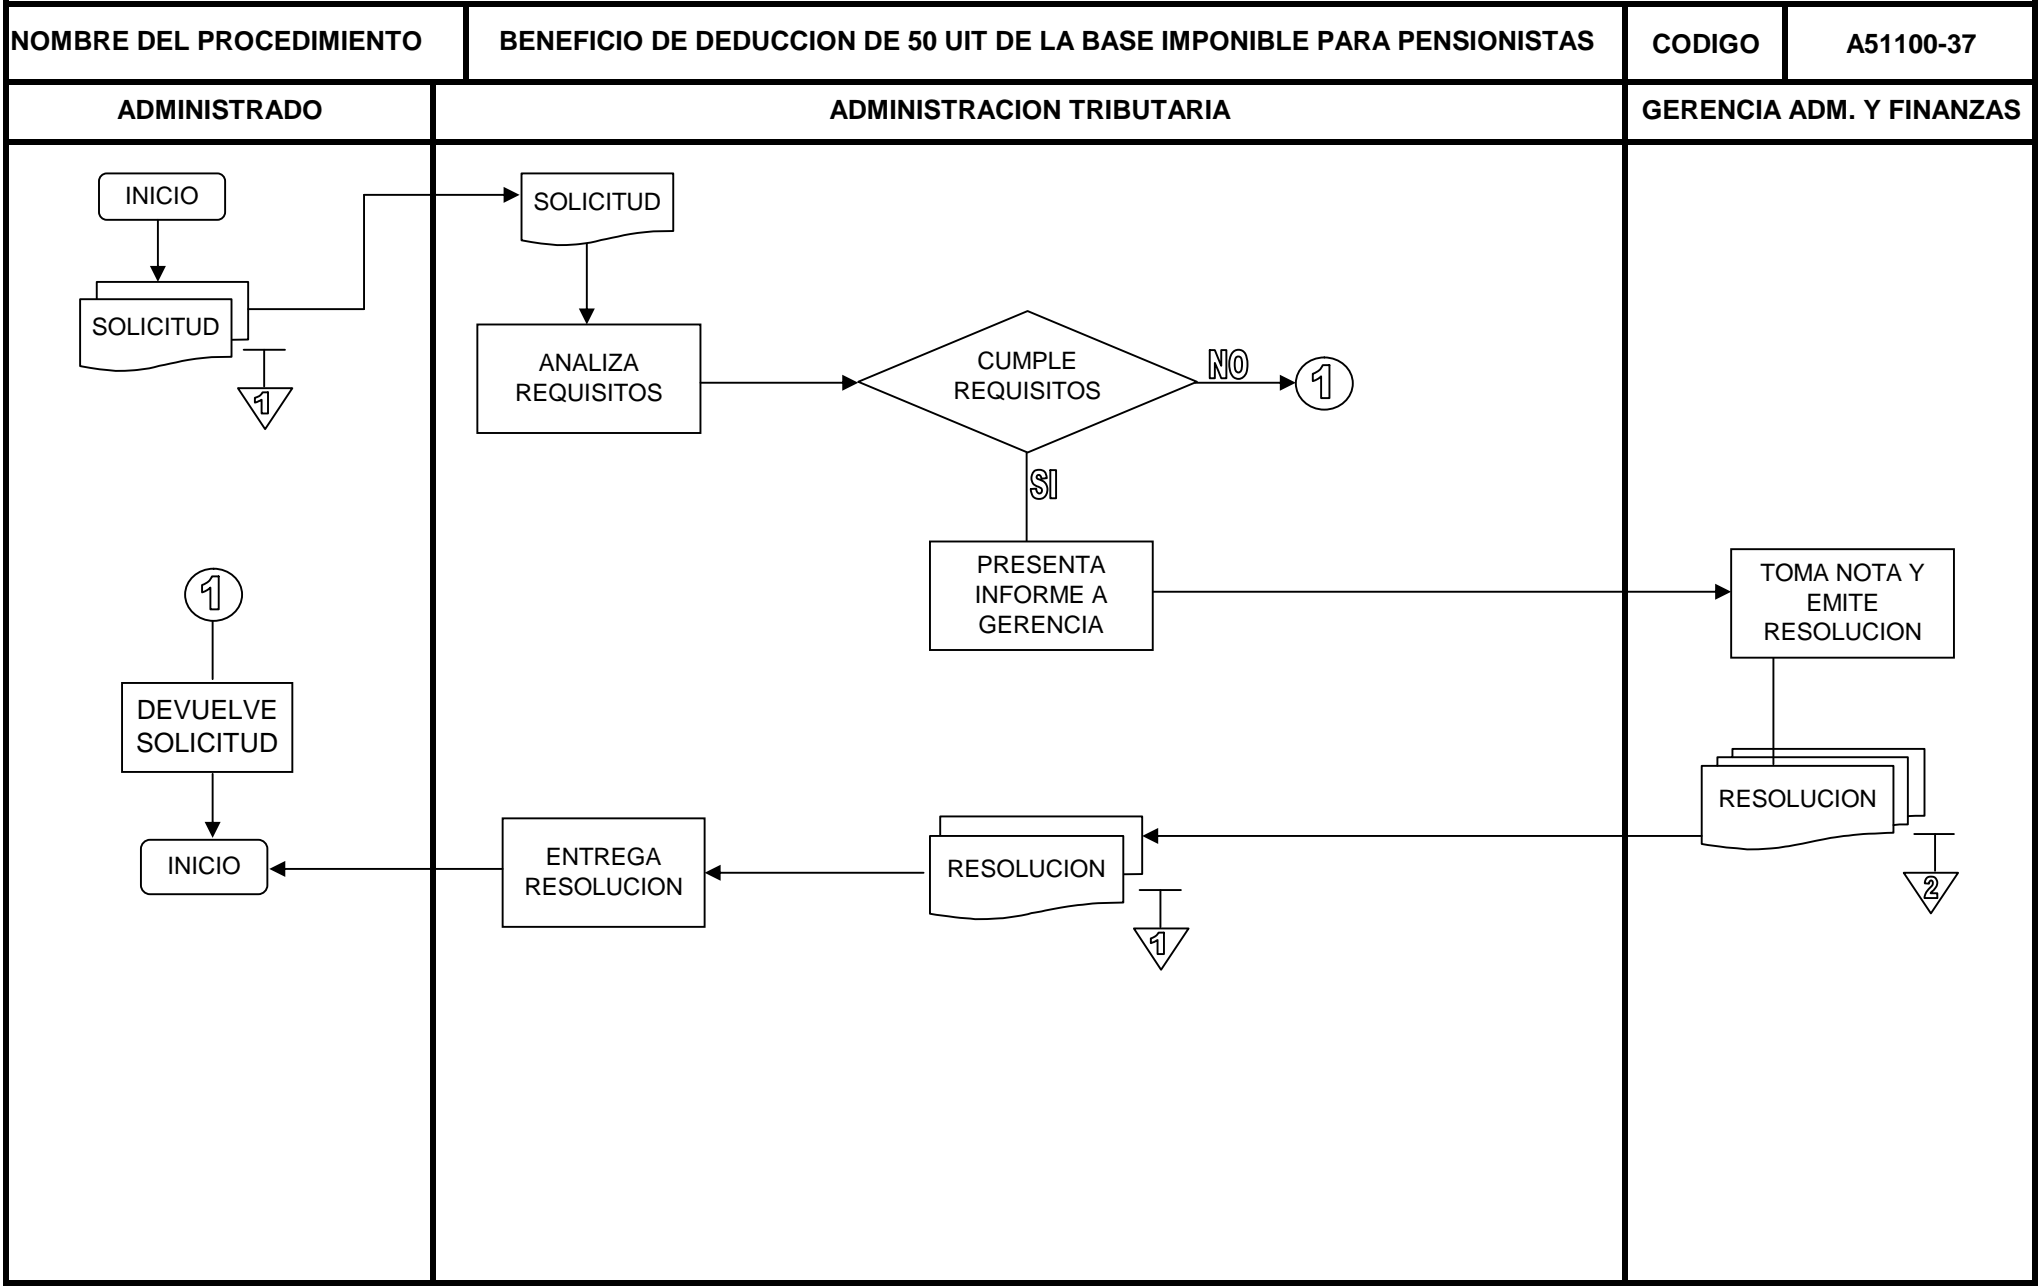 NOMBRE DEL PROCEDIMIENTO
BENEFICIO DE DEDUCCION DE 50 UIT DE LA BASE IMPONIBLE PARA PENSIONISTAS
CODIGO
A51100-37
ADMINISTRADO
ADMINISTRACION TRIBUTARIA
GERENCIA ADM. Y FINANZAS
INICIO
SOLICITUD
1
SOLICITUD
ANALIZA
REQUISITOS
CUMPLE
REQUISITOS
NO
1
SI
PRESENTA
INFORME A
GERENCIA
TOMA NOTA Y
EMITE
RESOLUCION
RESOLUCION
2
RESOLUCION
1
ENTREGA
RESOLUCION
1
DEVUELVE
SOLICITUD
INICIO